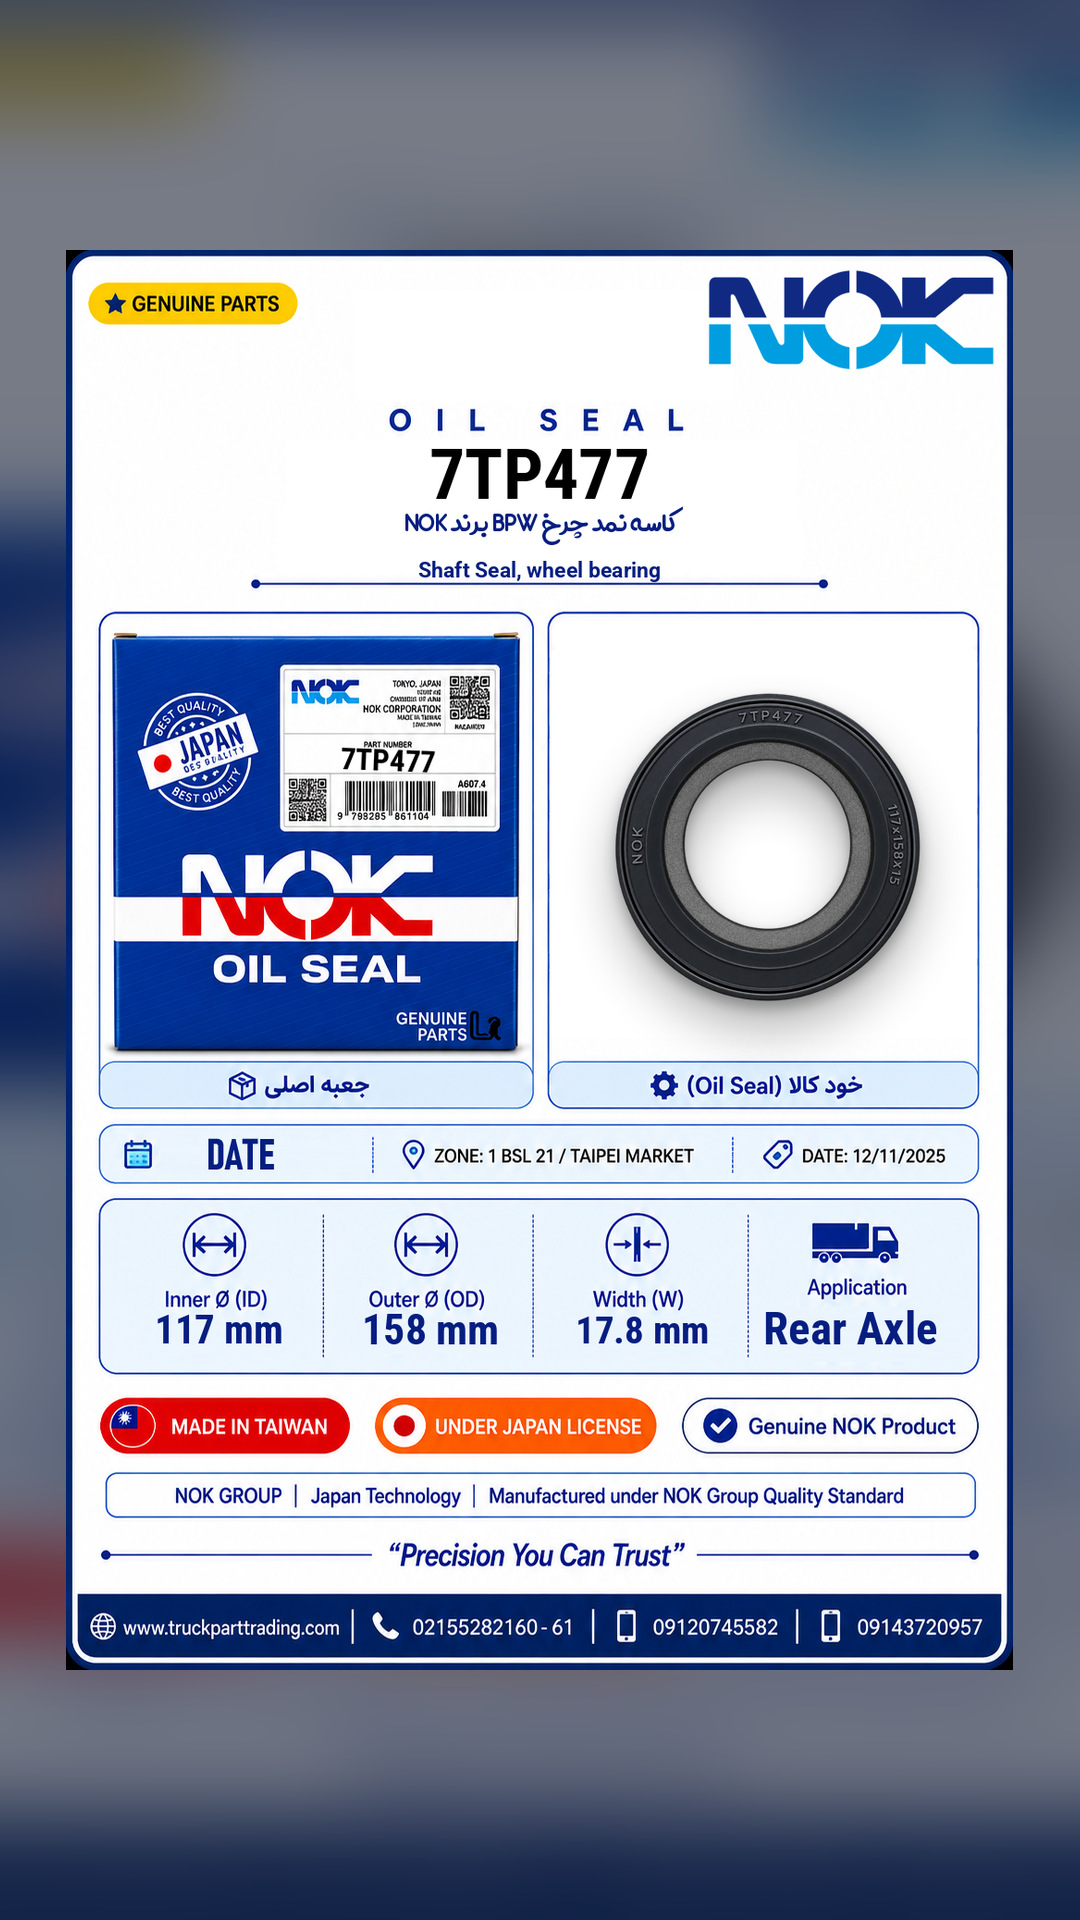 GENUINE PARTS
NOK
OIL SEAL
7TP477
کاسه نمد چرخ BPW برند NOK
Shaft Seal, wheel bearing
BEST QUALITY
JAPAN
BEST QUALITY
NOK
TOKYO, JAPAN
NOK CORPORATION
PART NUMBER
7TP477
A607.4
9 798285 861104
NOK
OIL SEAL
GENUINE
PARTS
7TP477
NOK
117x158x15
جعبه اصلی
خود کالا (Oil Seal)
DATE
ZONE: 1 BSL 21 / TAIPEI MARKET
DATE: 12/11/2025
Inner Ø (ID)
117 mm
Outer Ø (OD)
158 mm
Width (W)
17.8 mm
Application
Rear Axle
MADE IN TAIWAN
UNDER JAPAN LICENSE
Genuine NOK Product
NOK GROUP | Japan Technology | Manufactured under NOK Group Quality Standard
“Precision You Can Trust”
www.truckparttrading.com | 02155282160-61 | 09120745582 | 09143720957